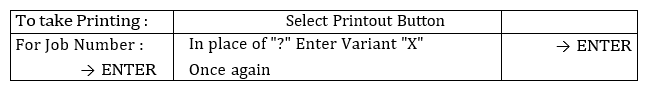 To take Printing : Select Printout Button
For Job Number : In place of "?" Enter Variant "X" → ENTER
→ ENTER Once again